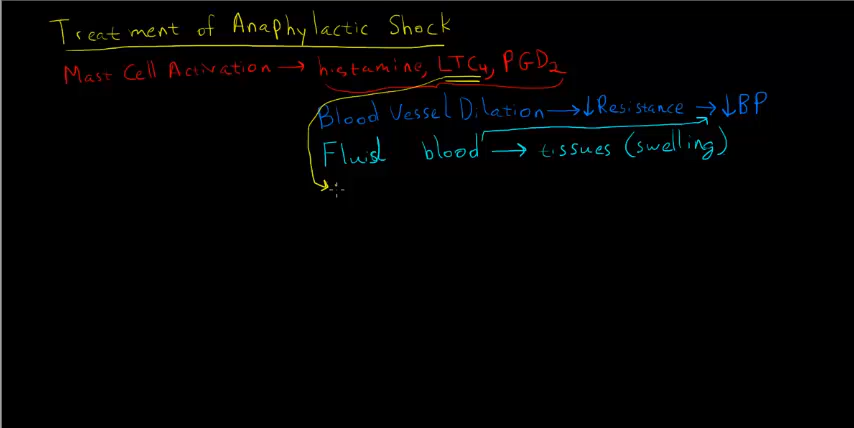 Treatment of Anaphylactic Shock
Mast Cell Activation → histamine, LTC4, PGD2
Blood Vessel Dilation → ↓ Resistance → ↓ BP
Fluid blood → tissues (swelling)